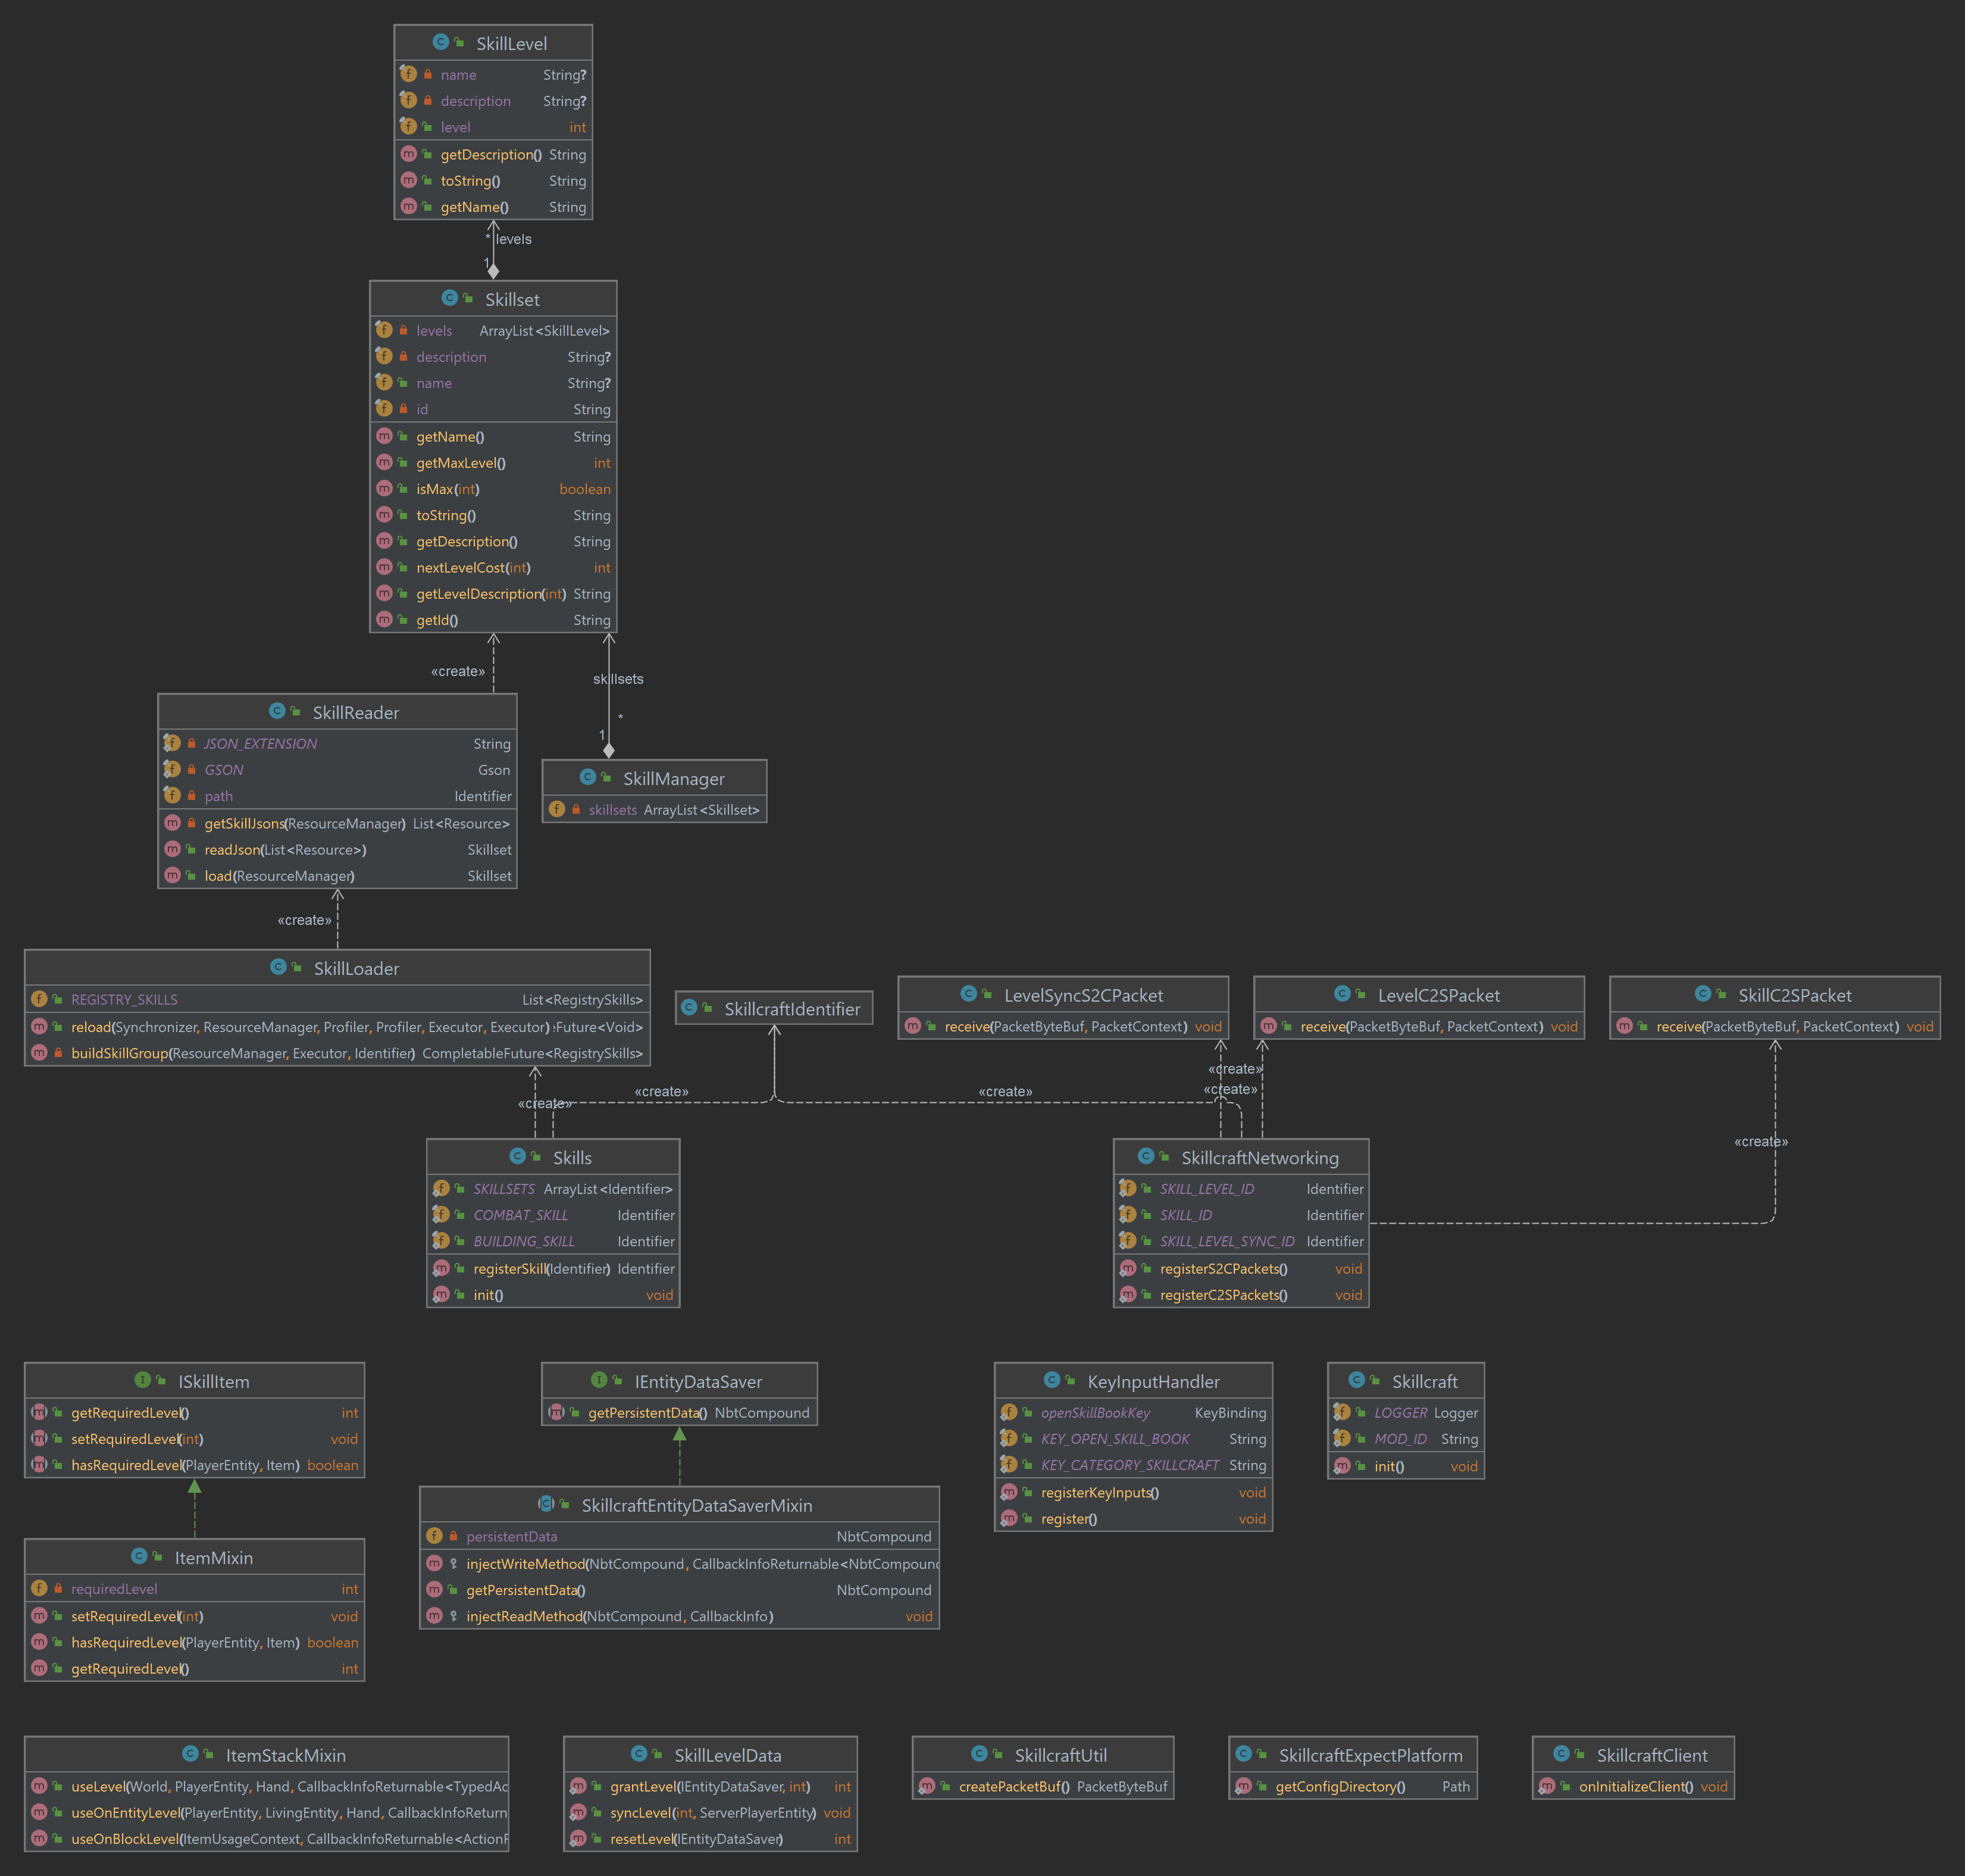 SkillLevel
name String?
description String?
level int
getDescription() String
toString() String
getName() String
* levels
1
Skillset
levels ArrayList<SkillLevel>
description String?
name String?
id String
getName() String
getMaxLevel() int
isMax(int) boolean
toString() String
getDescription() String
nextLevelCost(int) int
getLevelDescription(int) String
getId() String
«create»
skillsets
*
1
SkillReader
JSON_EXTENSION String
GSON Gson
path Identifier
getSkillJsons(ResourceManager) List<Resource>
readJson(List<Resource>) Skillset
load(ResourceManager) Skillset
SkillManager
skillsets ArrayList<Skillset>
«create»
SkillLoader
REGISTRY_SKILLS List<RegistrySkills>
reload(Synchronizer, ResourceManager, Profiler, Profiler, Executor, Executor) Future<Void>
buildSkillGroup(ResourceManager, Executor, Identifier) CompletableFuture<RegistrySkills>
SkillcraftIdentifier
LevelSyncS2CPacket
receive(PacketByteBuf, PacketContext) void
LevelC2SPacket
receive(PacketByteBuf, PacketContext) void
SkillC2SPacket
receive(PacketByteBuf, PacketContext) void
«create»
«create»
«create»
«create»
«create»
«create»
Skills
SKILLSETS ArrayList<Identifier>
COMBAT_SKILL Identifier
BUILDING_SKILL Identifier
registerSkill(Identifier) Identifier
init() void
SkillcraftNetworking
SKILL_LEVEL_ID Identifier
SKILL_ID Identifier
SKILL_LEVEL_SYNC_ID Identifier
registerS2CPackets() void
registerC2SPackets() void
ISkillItem
getRequiredLevel() int
setRequiredLevel(int) void
hasRequiredLevel(PlayerEntity, Item) boolean
IEntityDataSaver
getPersistentData() NbtCompound
KeyInputHandler
openSkillBookKey KeyBinding
KEY_OPEN_SKILL_BOOK String
KEY_CATEGORY_SKILLCRAFT String
registerKeyInputs() void
register() void
Skillcraft
LOGGER Logger
MOD_ID String
init() void
ItemMixin
requiredLevel int
setRequiredLevel(int) void
hasRequiredLevel(PlayerEntity, Item) boolean
getRequiredLevel() int
SkillcraftEntityDataSaverMixin
persistentData NbtCompound
injectWriteMethod(NbtCompound, CallbackInfoReturnable<NbtCompound
getPersistentData() NbtCompound
injectReadMethod(NbtCompound, CallbackInfo) void
ItemStackMixin
useLevel(World, PlayerEntity, Hand, CallbackInfoReturnable<TypedAc
useOnEntityLevel(PlayerEntity, LivingEntity, Hand, CallbackInfoReturn
useOnBlockLevel(ItemUsageContext, CallbackInfoReturnable<ActionR
SkillLevelData
grantLevel(IEntityDataSaver, int) int
syncLevel(int, ServerPlayerEntity) void
resetLevel(IEntityDataSaver) int
SkillcraftUtil
createPacketBuf() PacketByteBuf
SkillcraftExpectPlatform
getConfigDirectory() Path
SkillcraftClient
onInitializeClient() void